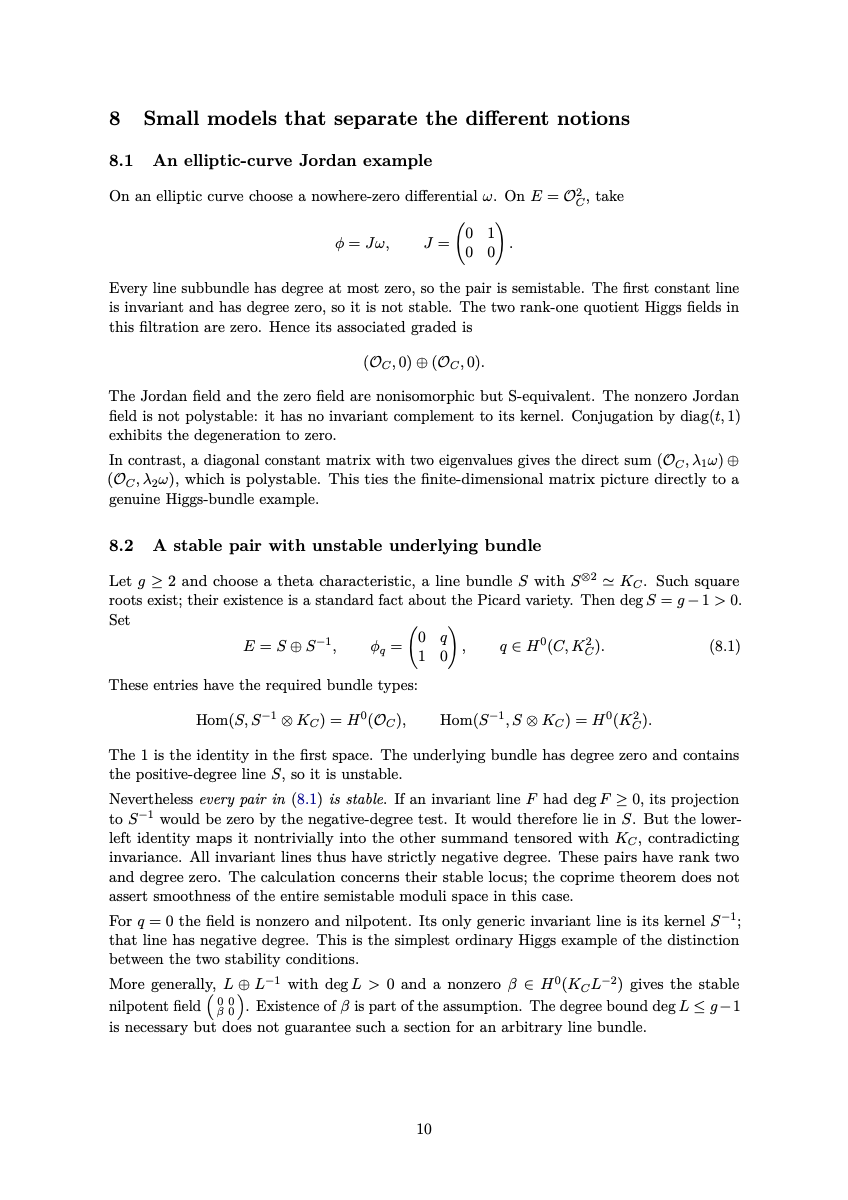 8 Small models that separate the different notions
8.1 An elliptic-curve Jordan example
On an elliptic curve choose a nowhere-zero differential ω. On E = 𝒪²_C, take
ϕ = Jω, J = (0 1; 0 0).
Every line subbundle has degree at most zero, so the pair is semistable. The first constant line
is invariant and has degree zero, so it is not stable. The two rank-one quotient Higgs fields in
this filtration are zero. Hence its associated graded is
(𝒪_C, 0) ⊕ (𝒪_C, 0).
The Jordan field and the zero field are nonisomorphic but S-equivalent. The nonzero Jordan
field is not polystable: it has no invariant complement to its kernel. Conjugation by diag(t, 1)
exhibits the degeneration to zero.
In contrast, a diagonal constant matrix with two eigenvalues gives the direct sum (𝒪_C, λ₁ω) ⊕
(𝒪_C, λ₂ω), which is polystable. This ties the finite-dimensional matrix picture directly to a
genuine Higgs-bundle example.
8.2 A stable pair with unstable underlying bundle
Let g ≥ 2 and choose a theta characteristic, a line bundle S with S^{⊗2} ≃ K_C. Such square
roots exist; their existence is a standard fact about the Picard variety. Then deg S = g − 1 > 0.
Set
E = S ⊕ S⁻¹, ϕ_q = (0 q; 1 0), q ∈ H⁰(C, K²_C). (8.1)
These entries have the required bundle types:
Hom(S, S⁻¹ ⊗ K_C) = H⁰(𝒪_C), Hom(S⁻¹, S ⊗ K_C) = H⁰(K²_C).
The 1 is the identity in the first space. The underlying bundle has degree zero and contains
the positive-degree line S, so it is unstable.
Nevertheless every pair in (8.1) is stable. If an invariant line F had deg F ≥ 0, its projection
to S⁻¹ would be zero by the negative-degree test. It would therefore lie in S. But the lower-
left identity maps it nontrivially into the other summand tensored with K_C, contradicting
invariance. All invariant lines thus have strictly negative degree. These pairs have rank two
and degree zero. The calculation concerns their stable locus; the coprime theorem does not
assert smoothness of the entire semistable moduli space in this case.
For q = 0 the field is nonzero and nilpotent. Its only generic invariant line is its kernel S⁻¹;
that line has negative degree. This is the simplest ordinary Higgs example of the distinction
between the two stability conditions.
More generally, L ⊕ L⁻¹ with deg L > 0 and a nonzero β ∈ H⁰(K_C L⁻²) gives the stable
nilpotent field (0 0; β 0). Existence of β is part of the assumption. The degree bound deg L ≤ g−1
is necessary but does not guarantee such a section for an arbitrary line bundle.
10